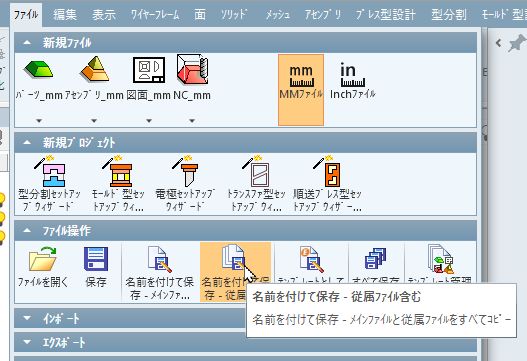 ファイル 編集 表示 ワイヤーフレーム 面 ソリッド メッシュ アセンブリ プレス型設計 型分割 モールド型設
新規ファイル
パーツ_mm アセンブリ_mm 図面_mm NC_mm
mm
MMファイル
in
Inchファイル
新規プロジェクト
型分割セットアッ
プウィザード
モールド型セッ
トアップウィ...
電極セットアップ
ウィザード
トランスファ型セッ
トアップウィ...
順送プレス型セッ
トアップウィザー...
ファイル操作
ファイルを開く
保存
名前を付けて保
存 - メインファ...
名前を付けて保
存 - 従属
テンプレートとして
すべて保存
テンプレート管理
名前を付けて保存 - 従属ファイル含む
名前を付けて保存 - メインファイルと従属ファイルをすべてコピー
インポート
エクスポート